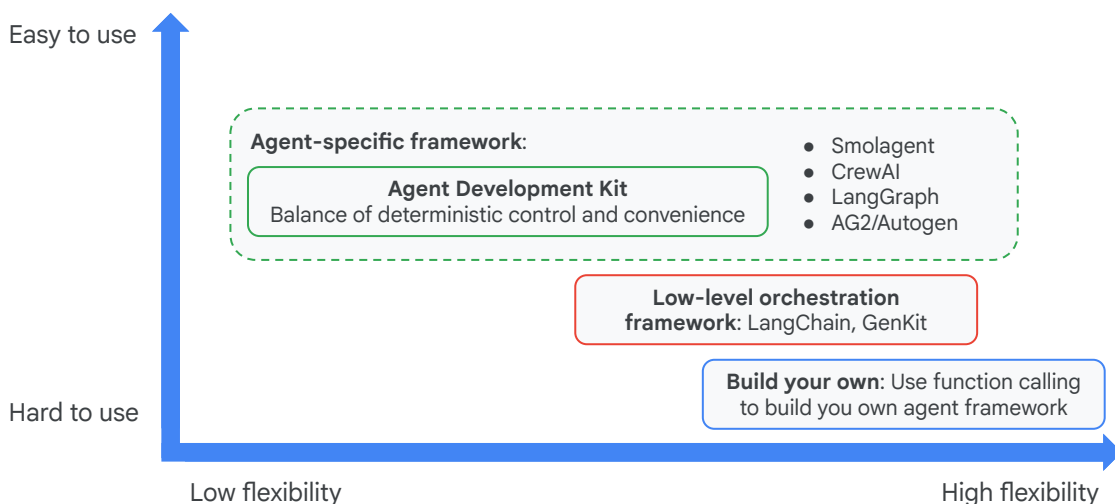 Easy to use
Agent-specific framework:
Agent Development Kit
Balance of deterministic control and convenience
● Smolagent
● CrewAI
● LangGraph
● AG2/Autogen
Low-level orchestration
framework: LangChain, GenKit
Build your own: Use function calling
to build you own agent framework
Hard to use
Low flexibility
High flexibility